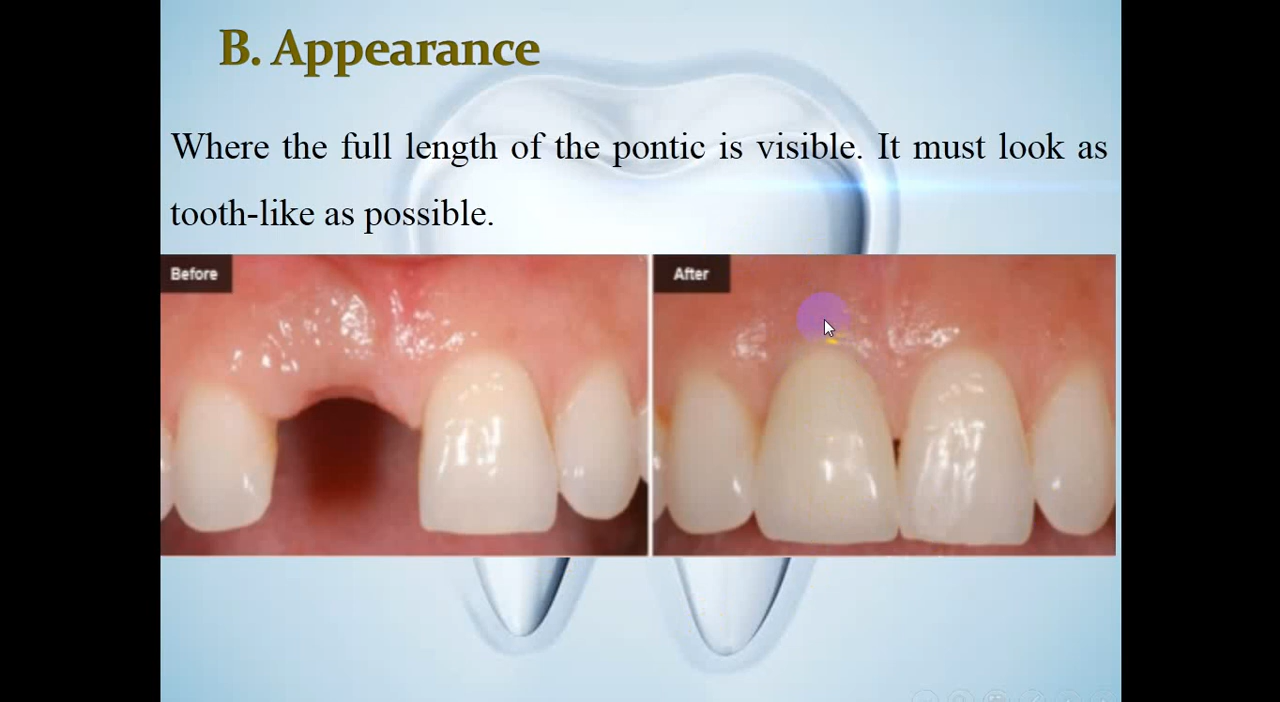 B. Appearance
Where the full length of the pontic is visible. It must look as
tooth-like as possible.
Before
After